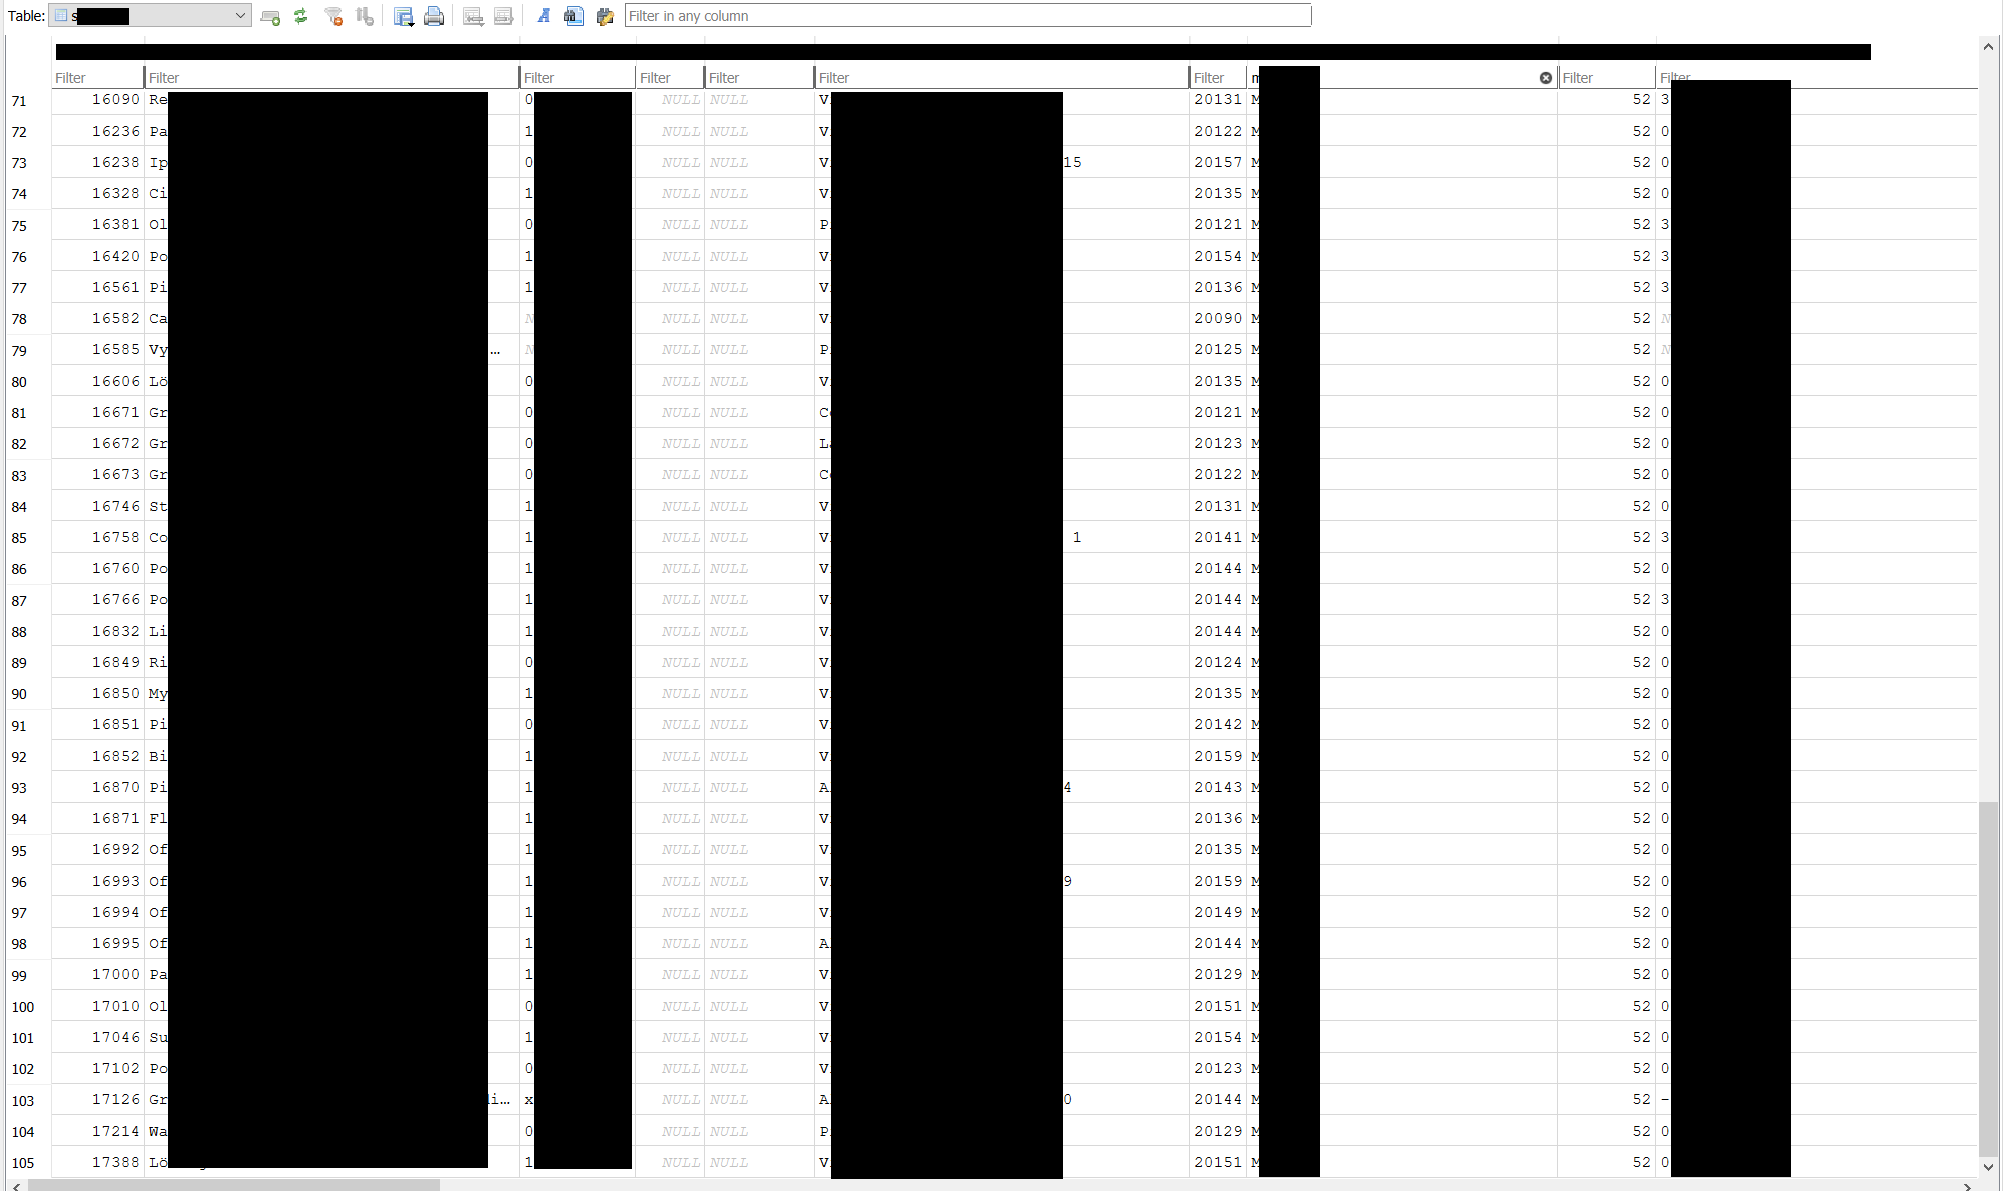 Table: s
Filter in any column
Filter Filter Filter Filter Filter Filter Filter m Filter Filter
71 16090 Re 0 NULL NULL V 20131 M 52 3
72 16236 Pa 1 NULL NULL V 20122 M 52 0
73 16238 Ip 0 NULL NULL V 15 20157 M 52 0
74 16328 Ci 1 NULL NULL V 20135 M 52 0
75 16381 Ol 0 NULL NULL P 20121 M 52 3
76 16420 Po 1 NULL NULL V 20154 M 52 3
77 16561 Pi 1 NULL NULL V 20136 M 52 3
78 16582 Ca N NULL NULL V 20090 M 52 N
79 16585 Vy … N NULL NULL P 20125 M 52 N
80 16606 Lö 0 NULL NULL V 20135 M 52 0
81 16671 Gr 0 NULL NULL C 20121 M 52 0
82 16672 Gr 0 NULL NULL L 20123 M 52 0
83 16673 Gr 0 NULL NULL C 20122 M 52 0
84 16746 St 1 NULL NULL V 20131 M 52 0
85 16758 Co 1 NULL NULL V 1 20141 M 52 3
86 16760 Po 1 NULL NULL V 20144 M 52 0
87 16766 Po 1 NULL NULL V 20144 M 52 3
88 16832 Li 1 NULL NULL V 20144 M 52 0
89 16849 Ri 0 NULL NULL V 20124 M 52 0
90 16850 My 1 NULL NULL V 20135 M 52 0
91 16851 Pi 0 NULL NULL V 20142 M 52 0
92 16852 Bi 1 NULL NULL V 20159 M 52 0
93 16870 Pi 1 NULL NULL A 4 20143 M 52 0
94 16871 Fl 1 NULL NULL V 20136 M 52 0
95 16992 Of 1 NULL NULL V 20135 M 52 0
96 16993 Of 1 NULL NULL V 9 20159 M 52 0
97 16994 Of 1 NULL NULL V 20149 M 52 0
98 16995 Of 1 NULL NULL A 20144 M 52 0
99 17000 Pa 1 NULL NULL V 20129 M 52 0
100 17010 Ol 0 NULL NULL V 20151 M 52 0
101 17046 Su 1 NULL NULL V 20154 M 52 0
102 17102 Po 0 NULL NULL V 20123 M 52 0
103 17126 Gr li… x NULL NULL A 0 20144 M 52 -
104 17214 Wa 0 NULL NULL P 20129 M 52 0
105 17388 Lö 1 NULL NULL V 20151 M 52 0